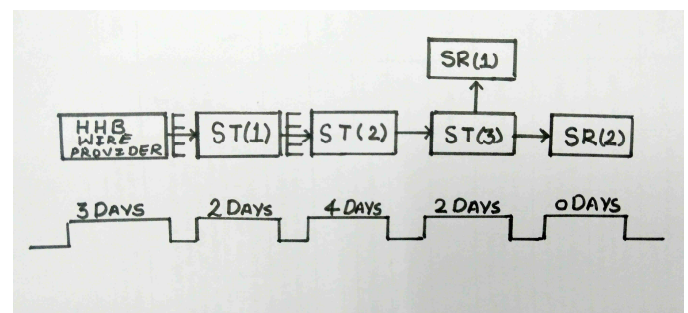 SR(1)
HHB
WIRE
PROVIDER
ST(1)
ST(2)
ST(3)
SR(2)
3 DAYS
2 DAYS
4 DAYS
2 DAYS
0 DAYS